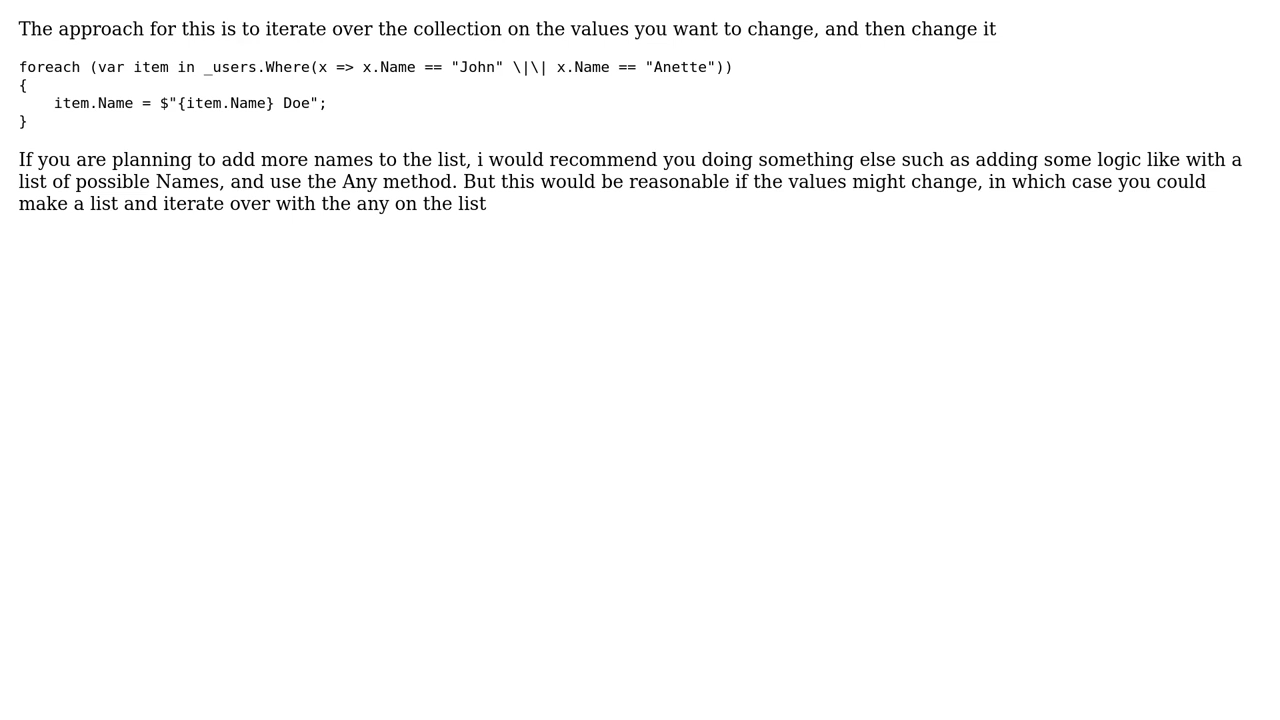 The approach for this is to iterate over the collection on the values you want to change, and then change it
foreach (var item in _users.Where(x => x.Name == "John" \|\| x.Name == "Anette"))
{
    item.Name = $"{item.Name} Doe";
}
If you are planning to add more names to the list, i would recommend you doing something else such as adding some logic like with a
list of possible Names, and use the Any method. But this would be reasonable if the values might change, in which case you could
make a list and iterate over with the any on the list